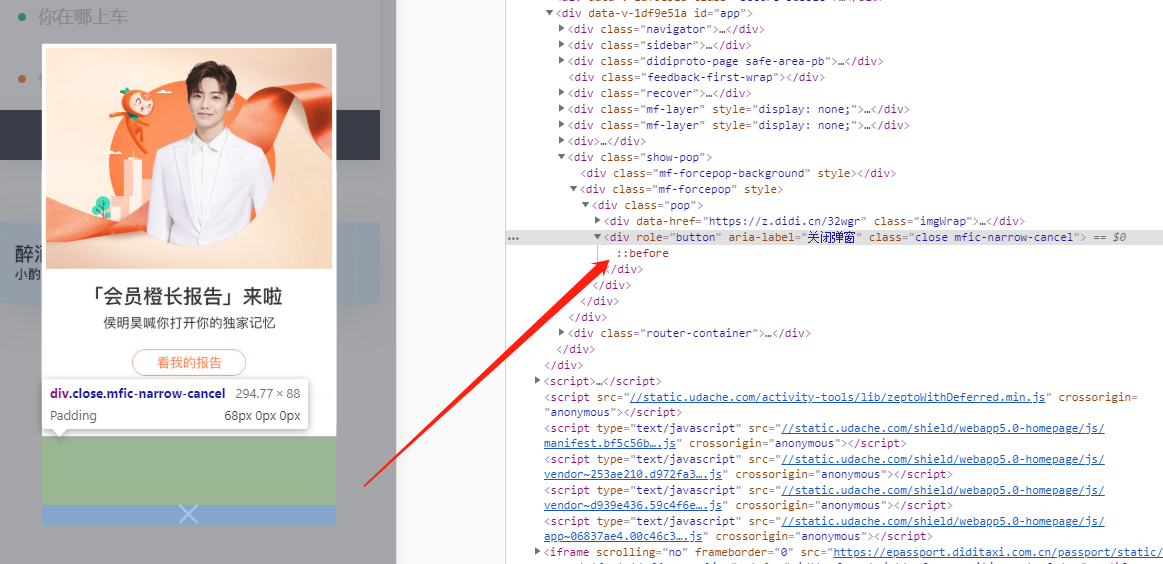 你在哪上车
「会员橙长报告」来啦
侯明昊喊你打开你的独家记忆
看我的报告
小酌
div.close.mfic-narrow-cancel 294.77 × 88
Padding 68px 0px 0px
<div data-v-1df9e51a id="app">
<div class="navigator">…</div>
<div class="sidebar">…</div>
<div class="didiproto-page safe-area-pb">…</div>
<div class="feedback-first-wrap"></div>
<div class="recover">…</div>
<div class="mf-layer" style="display: none;">…</div>
<div class="mf-layer" style="display: none;">…</div>
<div>…</div>
<div class="show-pop">
<div class="mf-forcepop-background" style></div>
<div class="mf-forcepop" style>
<div class="pop">
<div data-href="https://z.didi.cn/32wgr" class="imgWrap">…</div>
<div role="button" aria-label="关闭弹窗" class="close mfic-narrow-cancel"> == $0
::before
</div>
</div>
</div>
</div>
<div class="router-container">…</div>
</div>
</div>
<script>…</script>
<script src="//static.udache.com/activity-tools/lib/zeptoWithDeferred.min.js" crossorigin=
"anonymous"></script>
<script type="text/javascript" src="//static.udache.com/shield/webapp5.0-homepage/js/
manifest.bf5c56b….js" crossorigin="anonymous"></script>
<script type="text/javascript" src="//static.udache.com/shield/webapp5.0-homepage/js/
vendor~253ae210.d972fa3….js" crossorigin="anonymous"></script>
<script type="text/javascript" src="//static.udache.com/shield/webapp5.0-homepage/js/
vendor~d939e436.59c4f6e….js" crossorigin="anonymous"></script>
<script type="text/javascript" src="//static.udache.com/shield/webapp5.0-homepage/js/
app~06837ae4.00c46c3….js" crossorigin="anonymous"></script>
<iframe scrolling="no" frameborder="0" src="https://epassport.diditaxi.com.cn/passport/static/